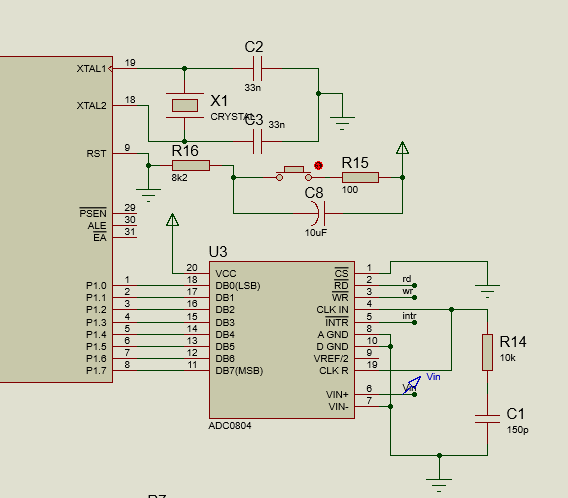 C2
XTAL1
19
33n
X1
CRYSTAL
XTAL2
18
C3
33n
RST
9
R16
8k2
R15
100
C8
10uF
PSEN
29
ALE
30
EA
31
U3
20
VCC
CS
1
P1.0
1
18
DB0(LSB)
RD
2
rd
P1.1
2
17
DB1
WR
3
wr
P1.2
3
16
DB2
CLK IN
4
P1.3
4
15
DB3
INTR
5
intr
P1.4
5
14
DB4
A GND
8
P1.5
6
13
DB5
D GND
10
P1.6
7
12
DB6
VREF/2
9
P1.7
8
11
DB7(MSB)
CLK R
19
R14
10k
Vin
VIN+
6
Vin
VIN-
7
C1
150p
ADC0804